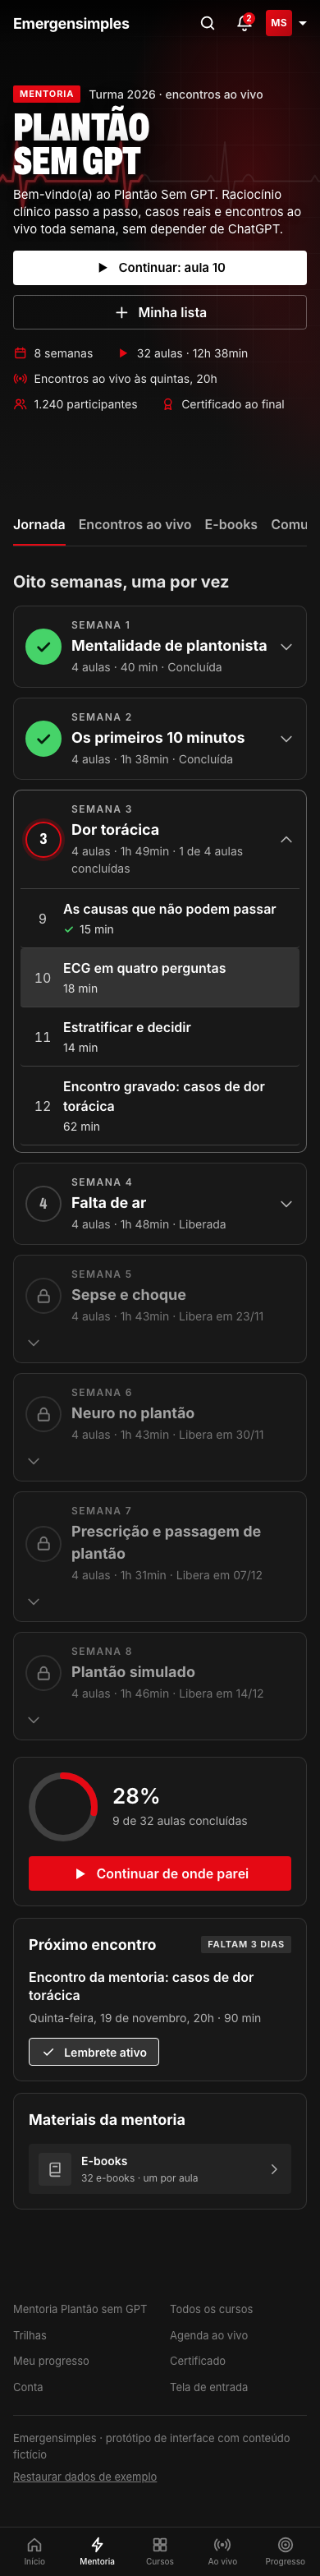 Emergensimples
2
MS
MENTORIA
Turma 2026 · encontros ao vivo
PLANTÃO
SEM GPT
Bem-vindo(a) ao Plantão Sem GPT. Raciocínio
clínico passo a passo, casos reais e encontros ao
vivo toda semana, sem depender de ChatGPT.
Continuar: aula 10
Minha lista
8 semanas
32 aulas · 12h 38min
Encontros ao vivo às quintas, 20h
1.240 participantes
Certificado ao final
Jornada
Encontros ao vivo
E-books
Comu
Oito semanas, uma por vez
SEMANA 1
Mentalidade de plantonista
4 aulas · 40 min · Concluída
SEMANA 2
Os primeiros 10 minutos
4 aulas · 1h 38min · Concluída
SEMANA 3
3
Dor torácica
4 aulas · 1h 49min · 1 de 4 aulas
concluídas
9
As causas que não podem passar
15 min
10
ECG em quatro perguntas
18 min
11
Estratificar e decidir
14 min
12
Encontro gravado: casos de dor
torácica
62 min
SEMANA 4
4
Falta de ar
4 aulas · 1h 48min · Liberada
SEMANA 5
Sepse e choque
4 aulas · 1h 43min · Libera em 23/11
SEMANA 6
Neuro no plantão
4 aulas · 1h 43min · Libera em 30/11
SEMANA 7
Prescrição e passagem de
plantão
4 aulas · 1h 31min · Libera em 07/12
SEMANA 8
Plantão simulado
4 aulas · 1h 46min · Libera em 14/12
28%
9 de 32 aulas concluídas
Continuar de onde parei
Próximo encontro
FALTAM 3 DIAS
Encontro da mentoria: casos de dor
torácica
Quinta-feira, 19 de novembro, 20h · 90 min
Lembrete ativo
Materiais da mentoria
E-books
32 e-books · um por aula
Mentoria Plantão sem GPT
Todos os cursos
Trilhas
Agenda ao vivo
Meu progresso
Certificado
Conta
Tela de entrada
Emergensimples · protótipo de interface com conteúdo
fictício
Restaurar dados de exemplo
Início
Mentoria
Cursos
Ao vivo
Progresso